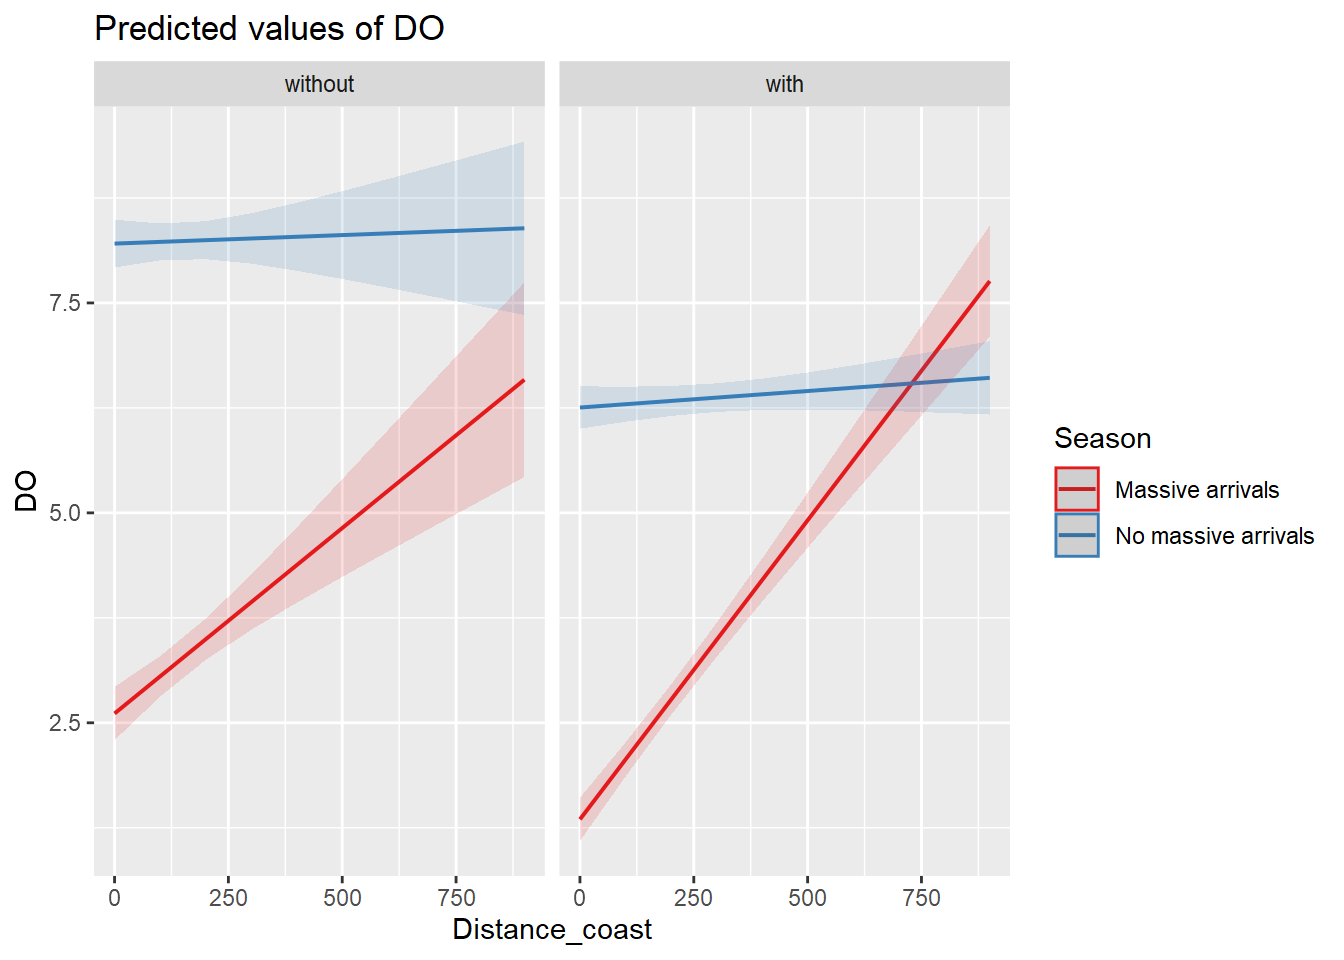 Predicted values of DO
without
with
7.5
5.0
2.5
DO
0 250 500 750
0 250 500 750
Distance_coast
Season
Massive arrivals
No massive arrivals